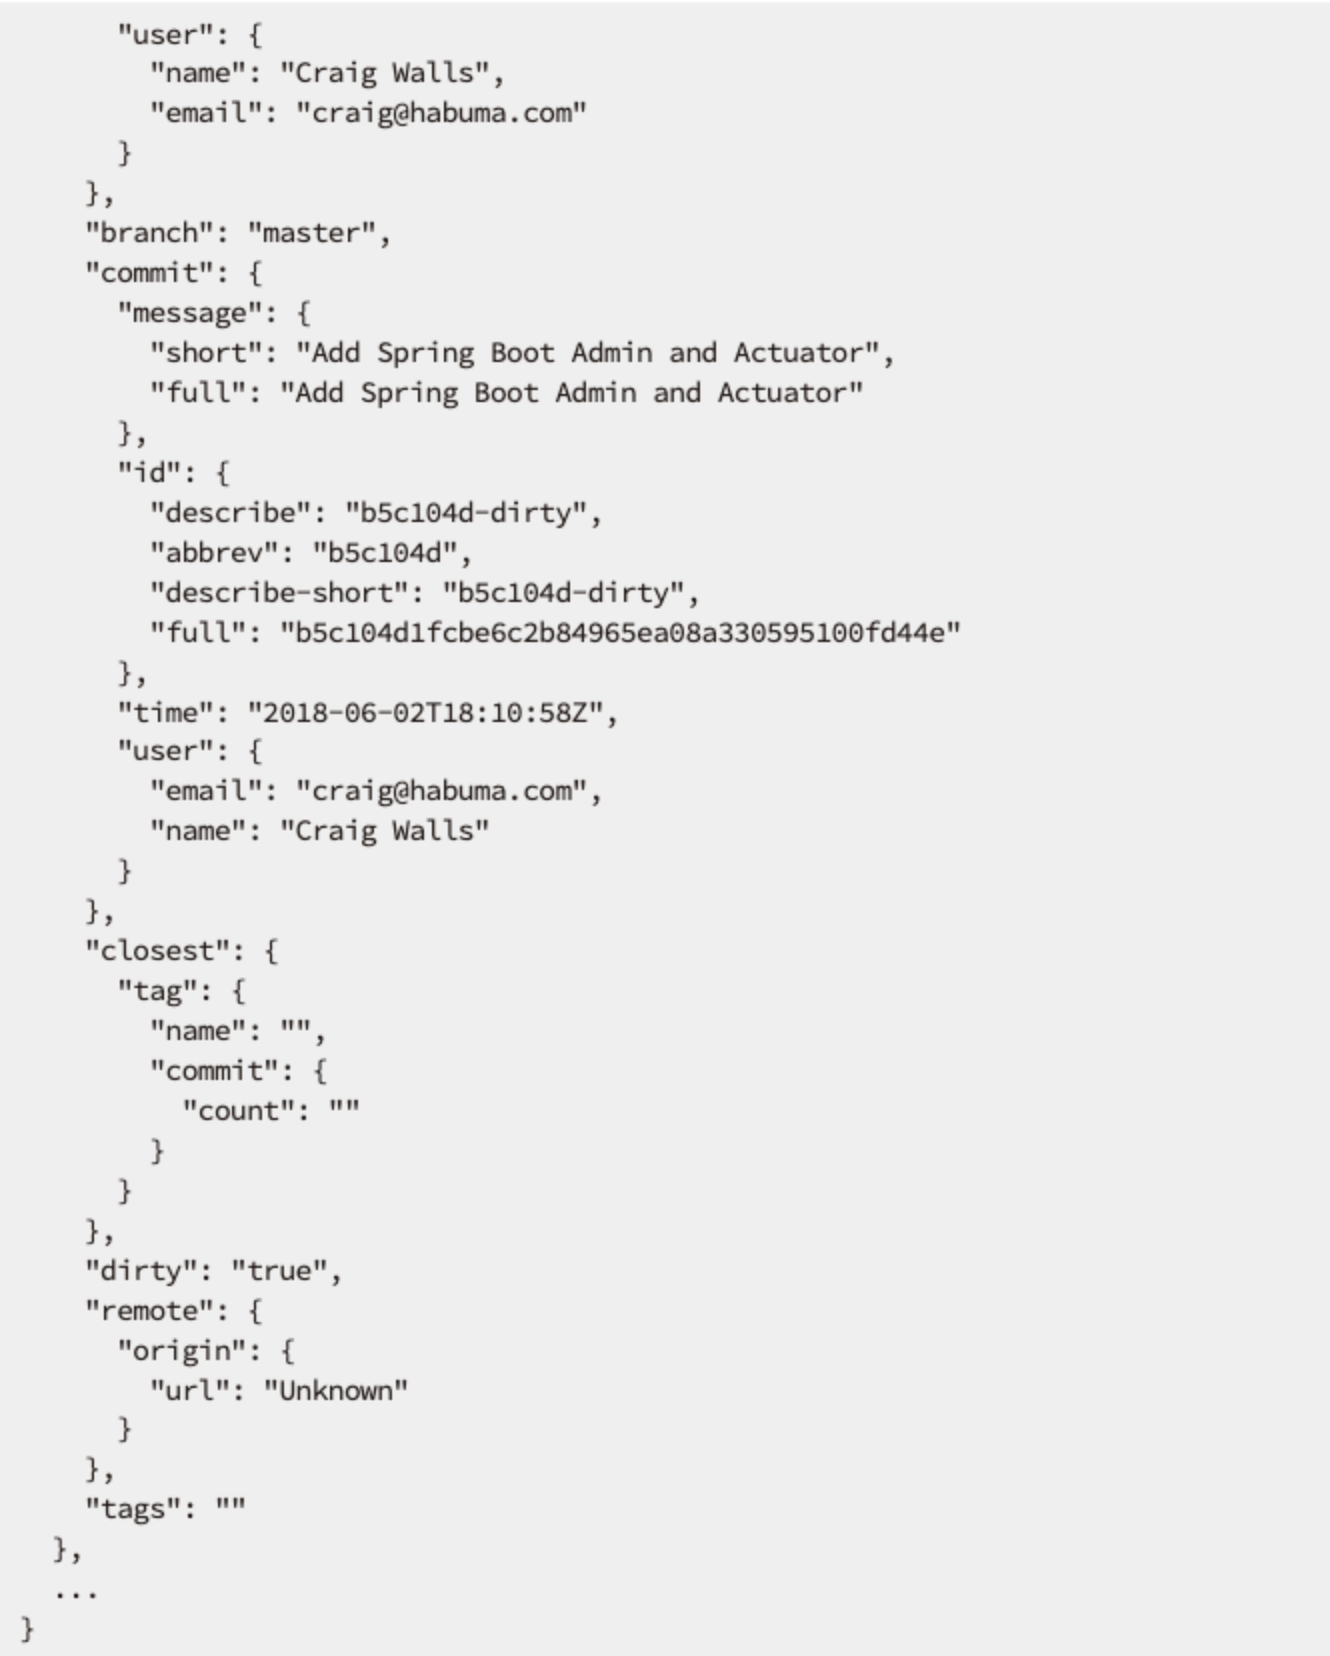 "user": {
"name": "Craig Walls",
"email": "craig@habuma.com"
}
},
"branch": "master",
"commit": {
"message": {
"short": "Add Spring Boot Admin and Actuator",
"full": "Add Spring Boot Admin and Actuator"
},
"id": {
"describe": "b5c104d-dirty",
"abbrev": "b5c104d",
"describe-short": "b5c104d-dirty",
"full": "b5c104d1fcbe6c2b84965ea08a330595100fd44e"
},
"time": "2018-06-02T18:10:58Z",
"user": {
"email": "craig@habuma.com",
"name": "Craig Walls"
}
},
"closest": {
"tag": {
"name": "",
"commit": {
"count": ""
}
}
},
"dirty": "true",
"remote": {
"origin": {
"url": "Unknown"
}
},
"tags": ""
},
...
}